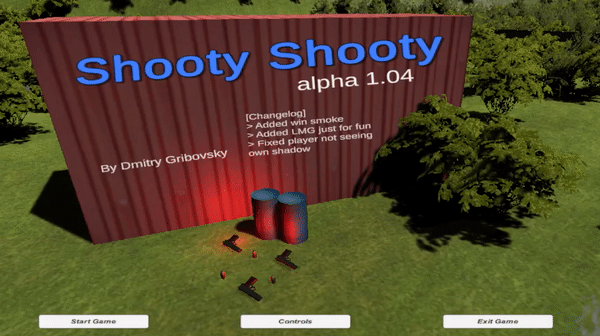 Shooty Shooty
alpha 1.04
[Changelog]
> Added win smoke
> Added LMG just for fun
> Fixed player not seeing
own shadow
By Dmitry Gribovsky
Start Game
Controls
Exit Game